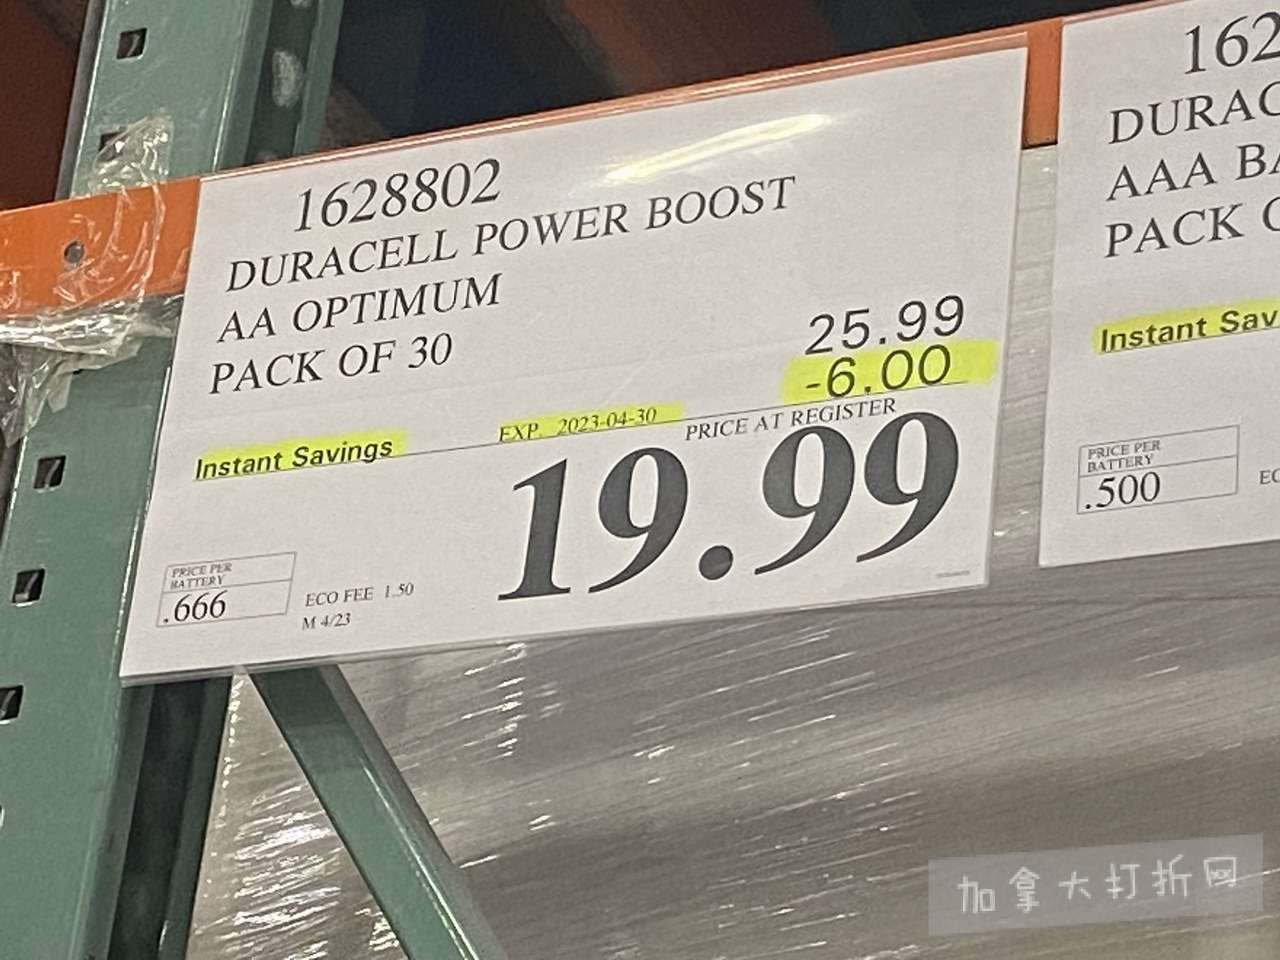 1628802
DURACELL POWER BOOST
AA OPTIMUM
PACK OF 30
25.99
-6.00
Instant Savings
EXP. 2023-04-30
PRICE AT REGISTER
19.99
PRICE PER
BATTERY
.666
ECO FEE 1.50
M 4/23
162
DURAC
AAA BA
PACK
Instant Sav
PRICE PER
BATTERY
.500
EC
加拿大打折网